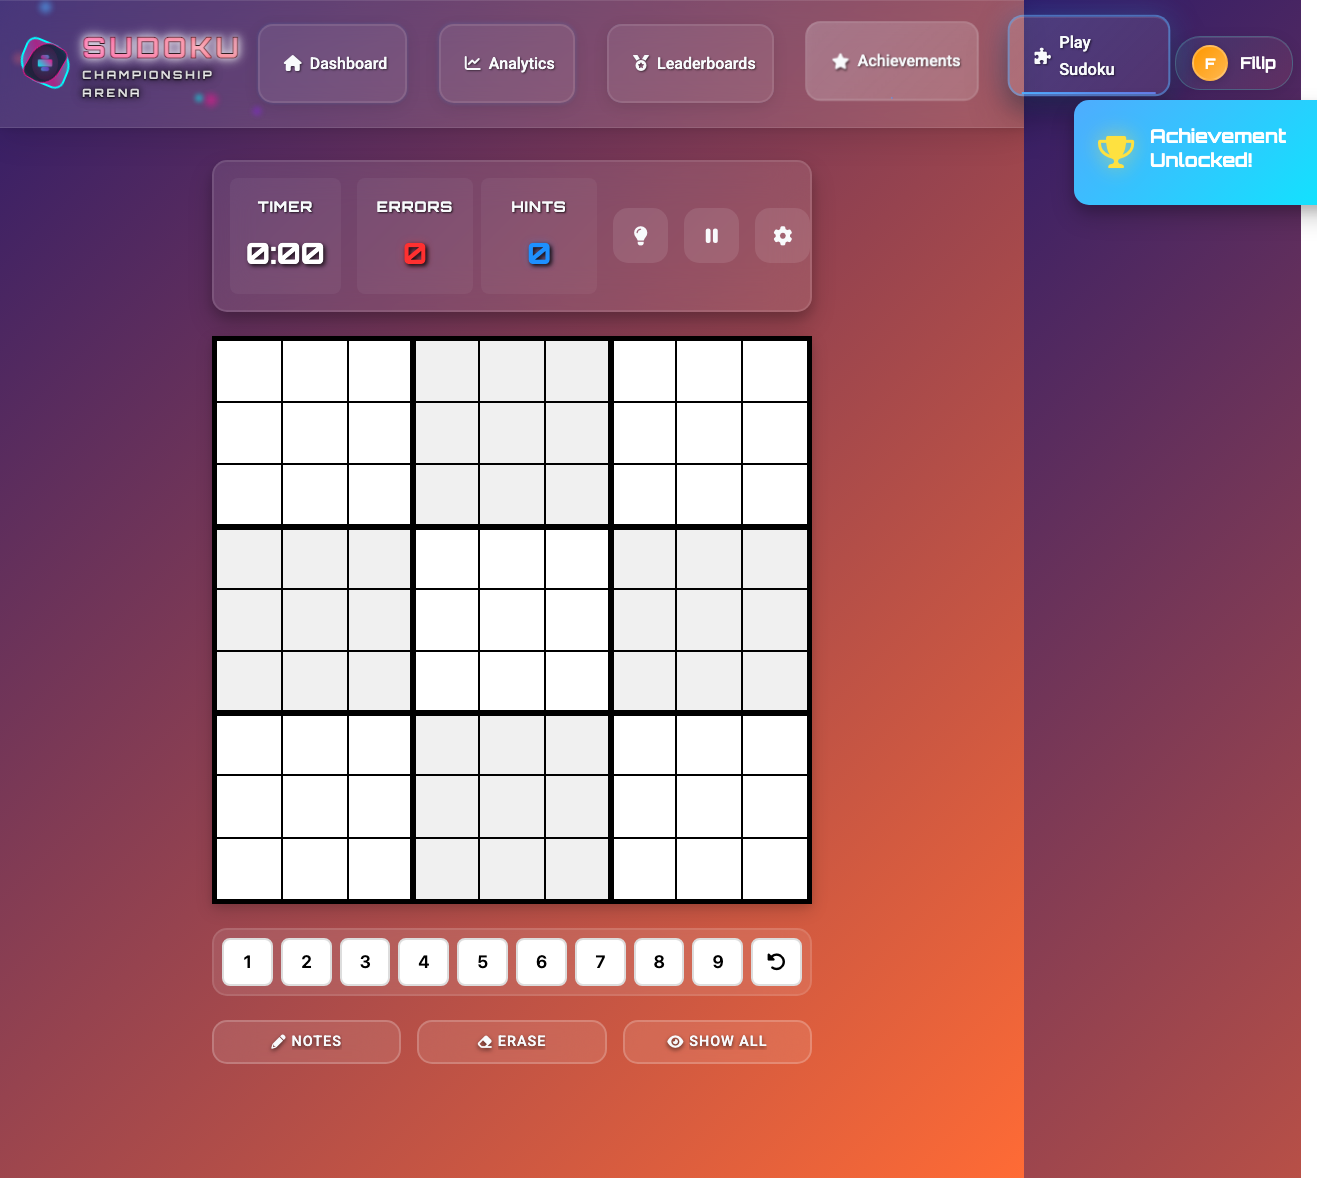 SUDOKU
CHAMPIONSHIP
ARENA
Dashboard
Analytics
Leaderboards
Achievements
Play
Sudoku
F
Filip
Achievement
Unlocked!
TIMER
0:00
ERRORS
0
HINTS
0
1
2
3
4
5
6
7
8
9
NOTES
ERASE
SHOW ALL